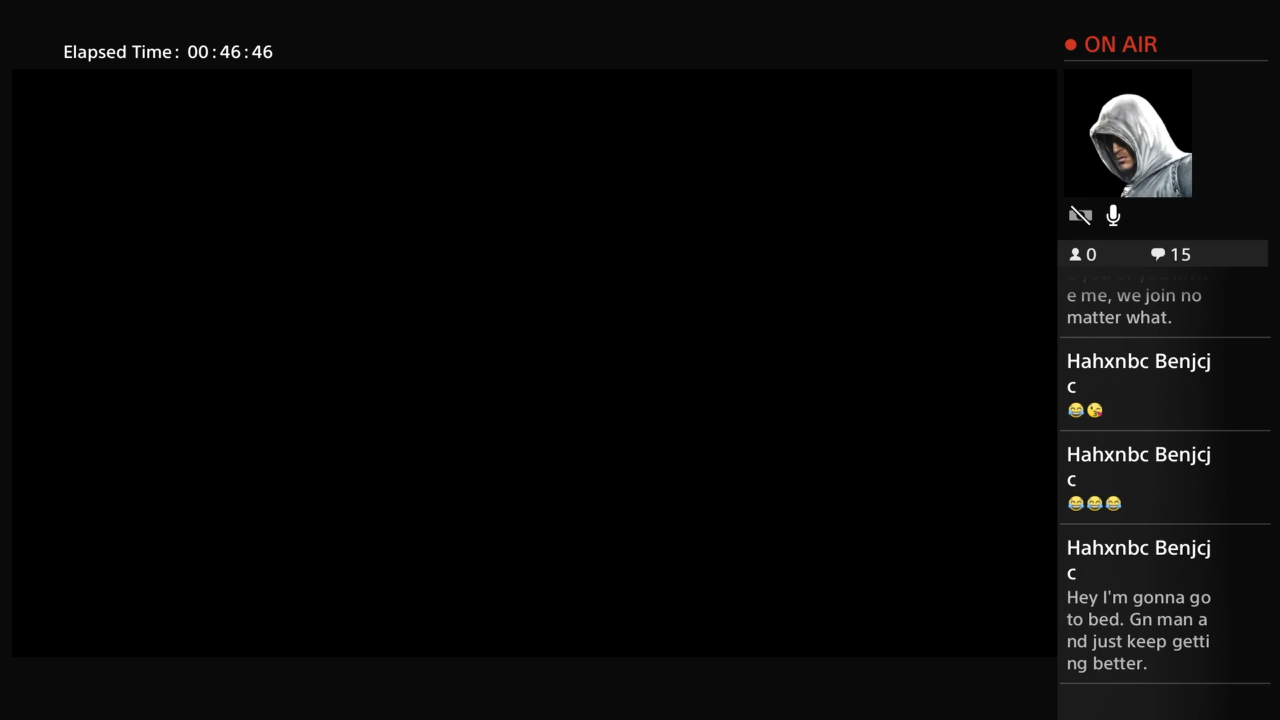 Elapsed Time: 00:46:46
ON AIR
0 15
e me, we join no
matter what.
Hahxnbc Benjcj
c
😂😘
Hahxnbc Benjcj
c
😂😂😂
Hahxnbc Benjcj
c
Hey I'm gonna go
to bed. Gn man a
nd just keep getti
ng better.